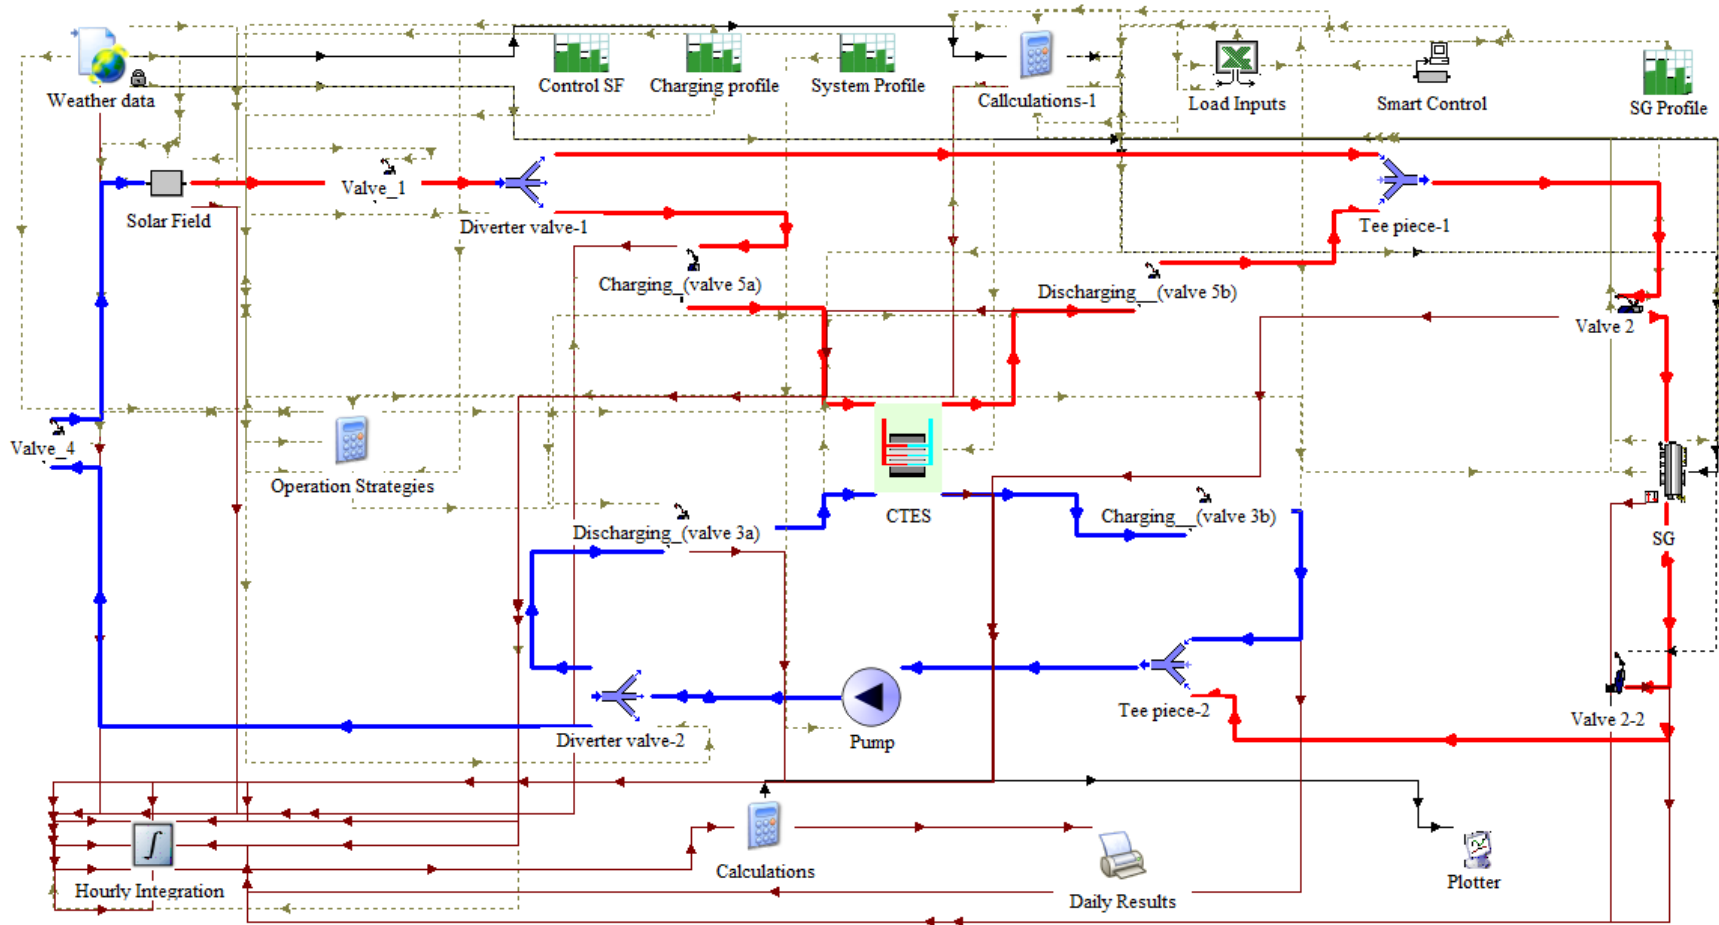 Weather data
Control SF
Charging profile
System Profile
Callculations-1
Load Inputs
Smart Control
SG Profile
Solar Field
Valve_1
Diverter valve-1
Tee piece-1
Charging_(valve 5a)
Discharging__(valve 5b)
Valve 2
Valve_4
Operation Strategies
CTES
Discharging_(valve 3a)
Charging__(valve 3b)
SG
Diverter valve-2
Pump
Tee piece-2
Valve 2-2
Hourly Integration
Calculations
Daily Results
Plotter